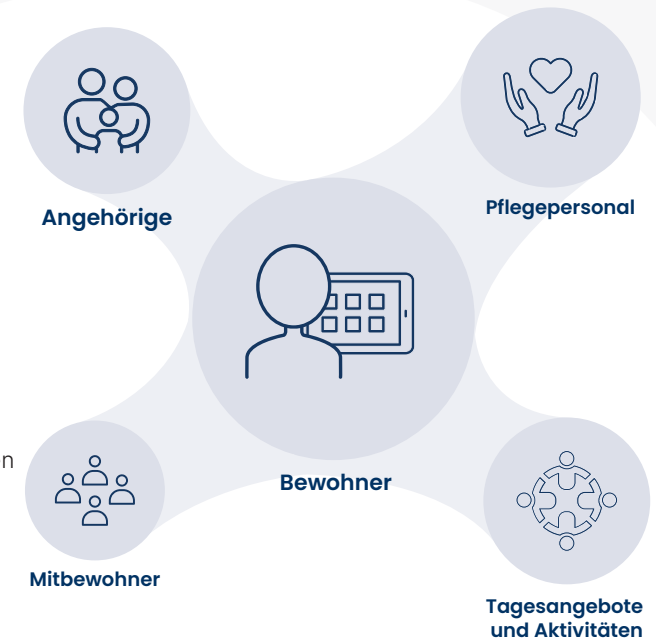 Angehörige
Pflegepersonal
Bewohner
Mitbewohner
Tagesangebote
und Aktivitäten